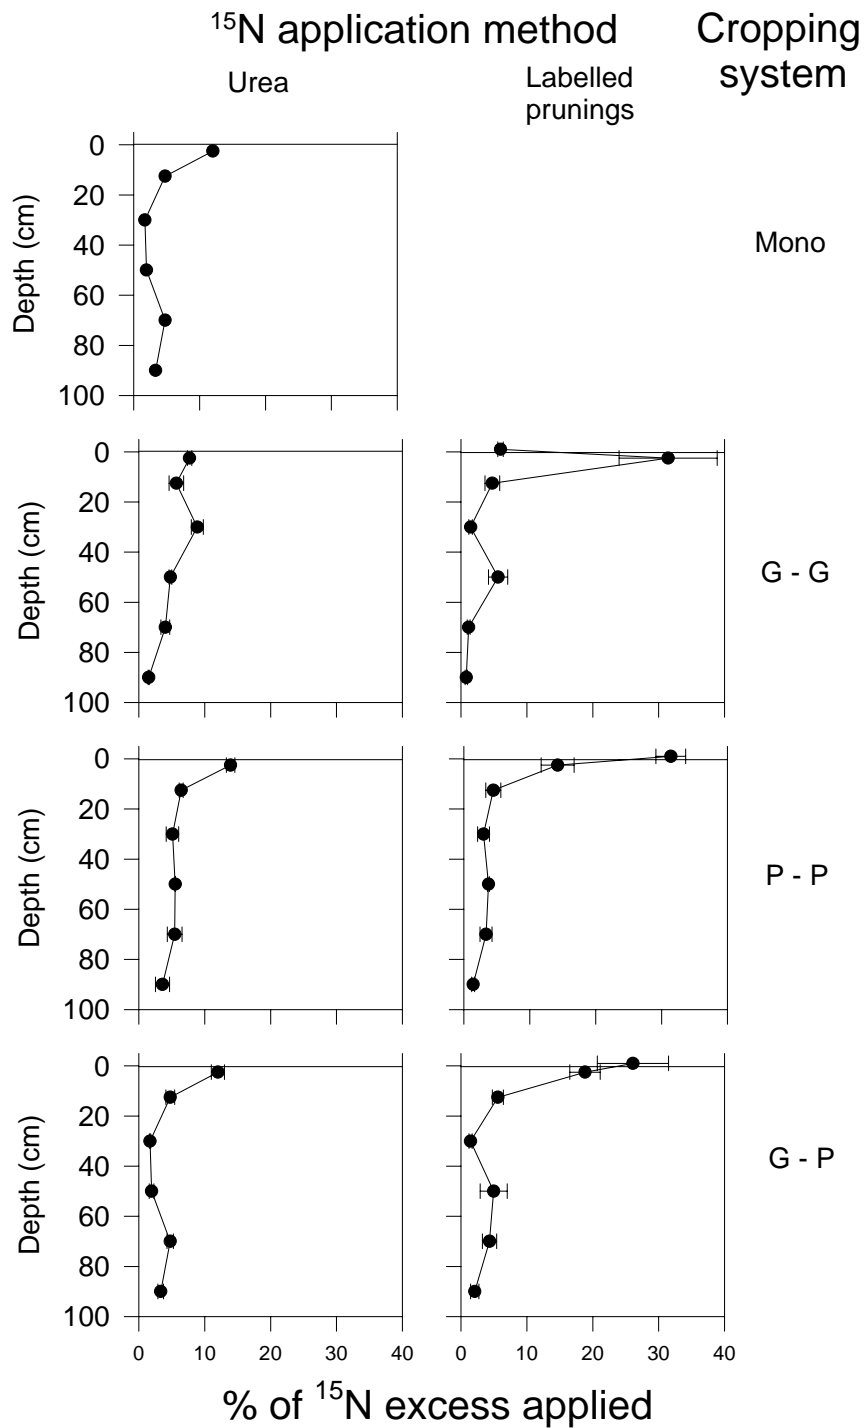 ¹⁵N application method
Cropping
system
Urea
Labelled
prunings
0
20
40
60
80
100
Depth (cm)
Mono
0
20
40
60
80
100
Depth (cm)
G - G
0
20
40
60
80
100
Depth (cm)
P - P
0
20
40
60
80
100
Depth (cm)
G - P
0 10 20 30 40 0 10 20 30 40
% of ¹⁵N excess applied